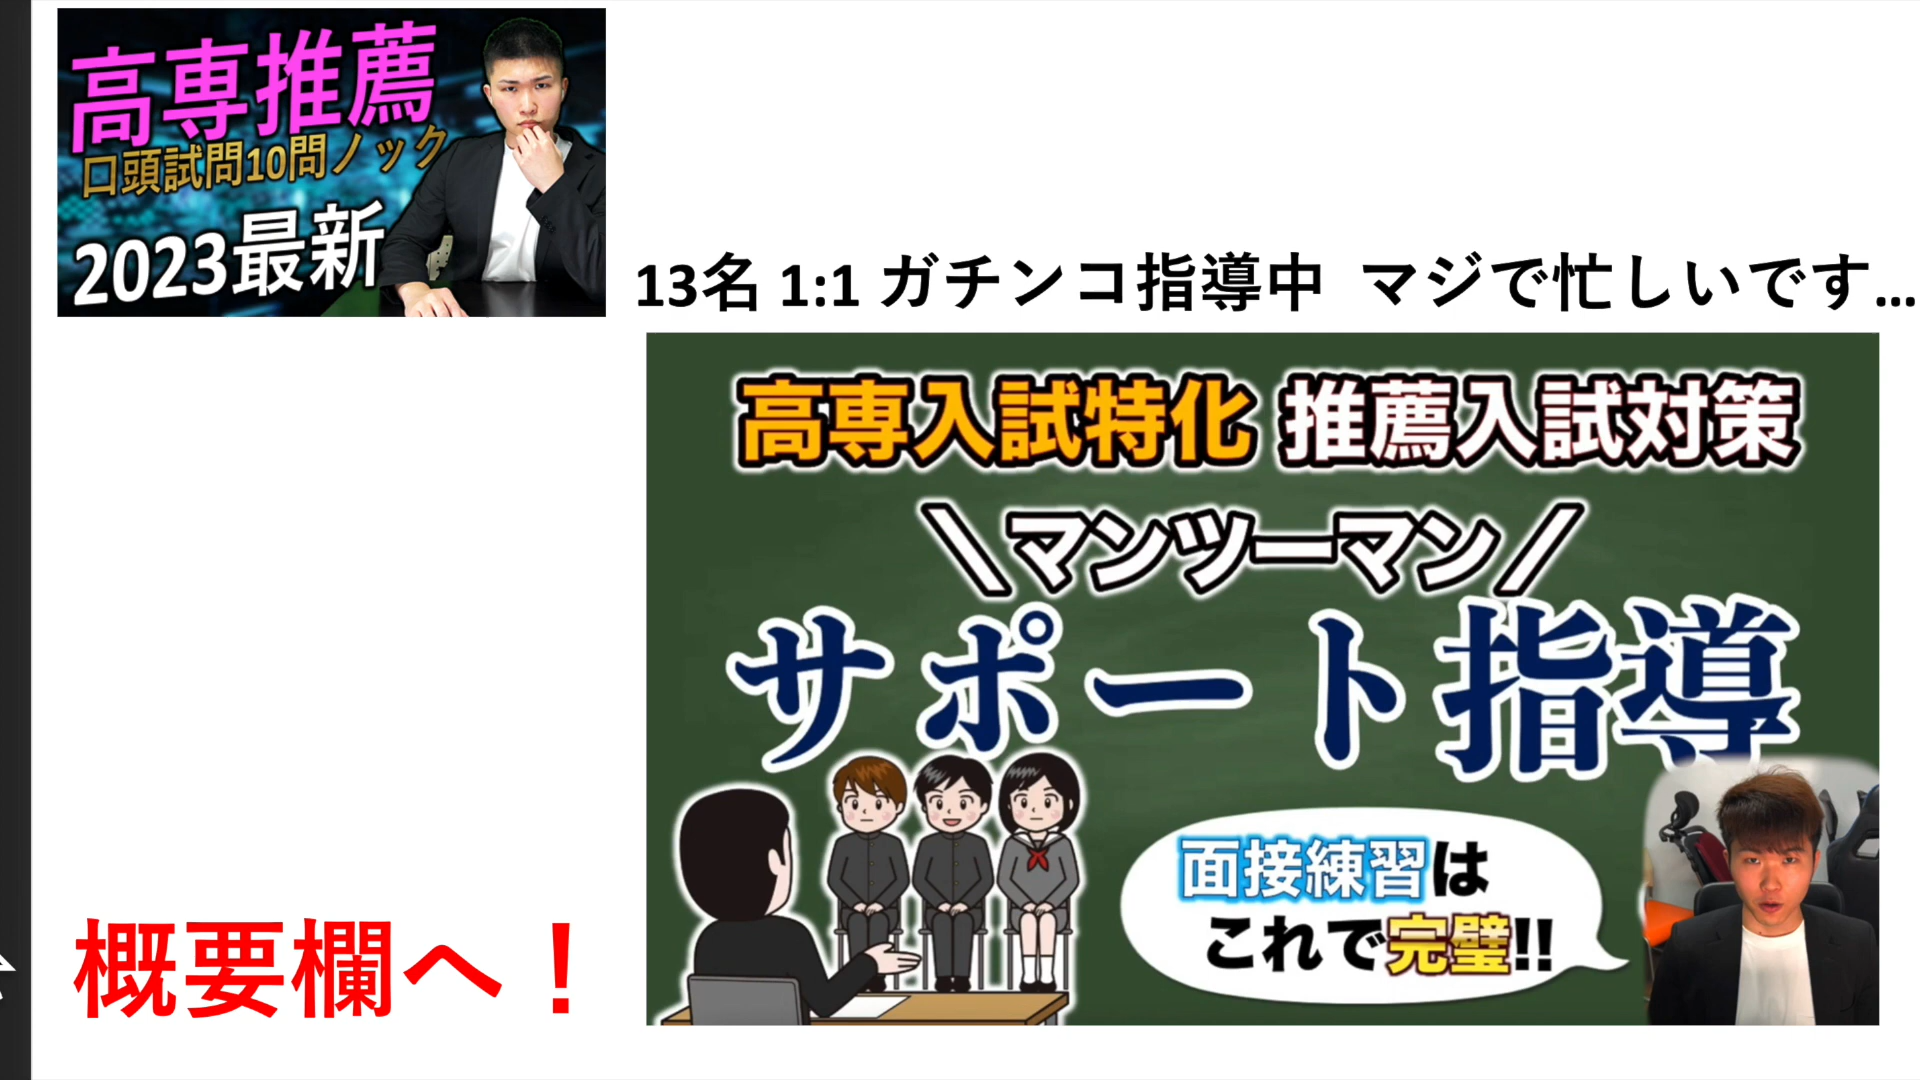 高専推薦
口頭試問10問ノック
2023最新
13名 1:1 ガチンコ指導中 マジで忙しいです...
高専入試特化 推薦入試対策
\マンツーマン/
サポート指導
面接練習は
これで完璧!!
概要欄へ！